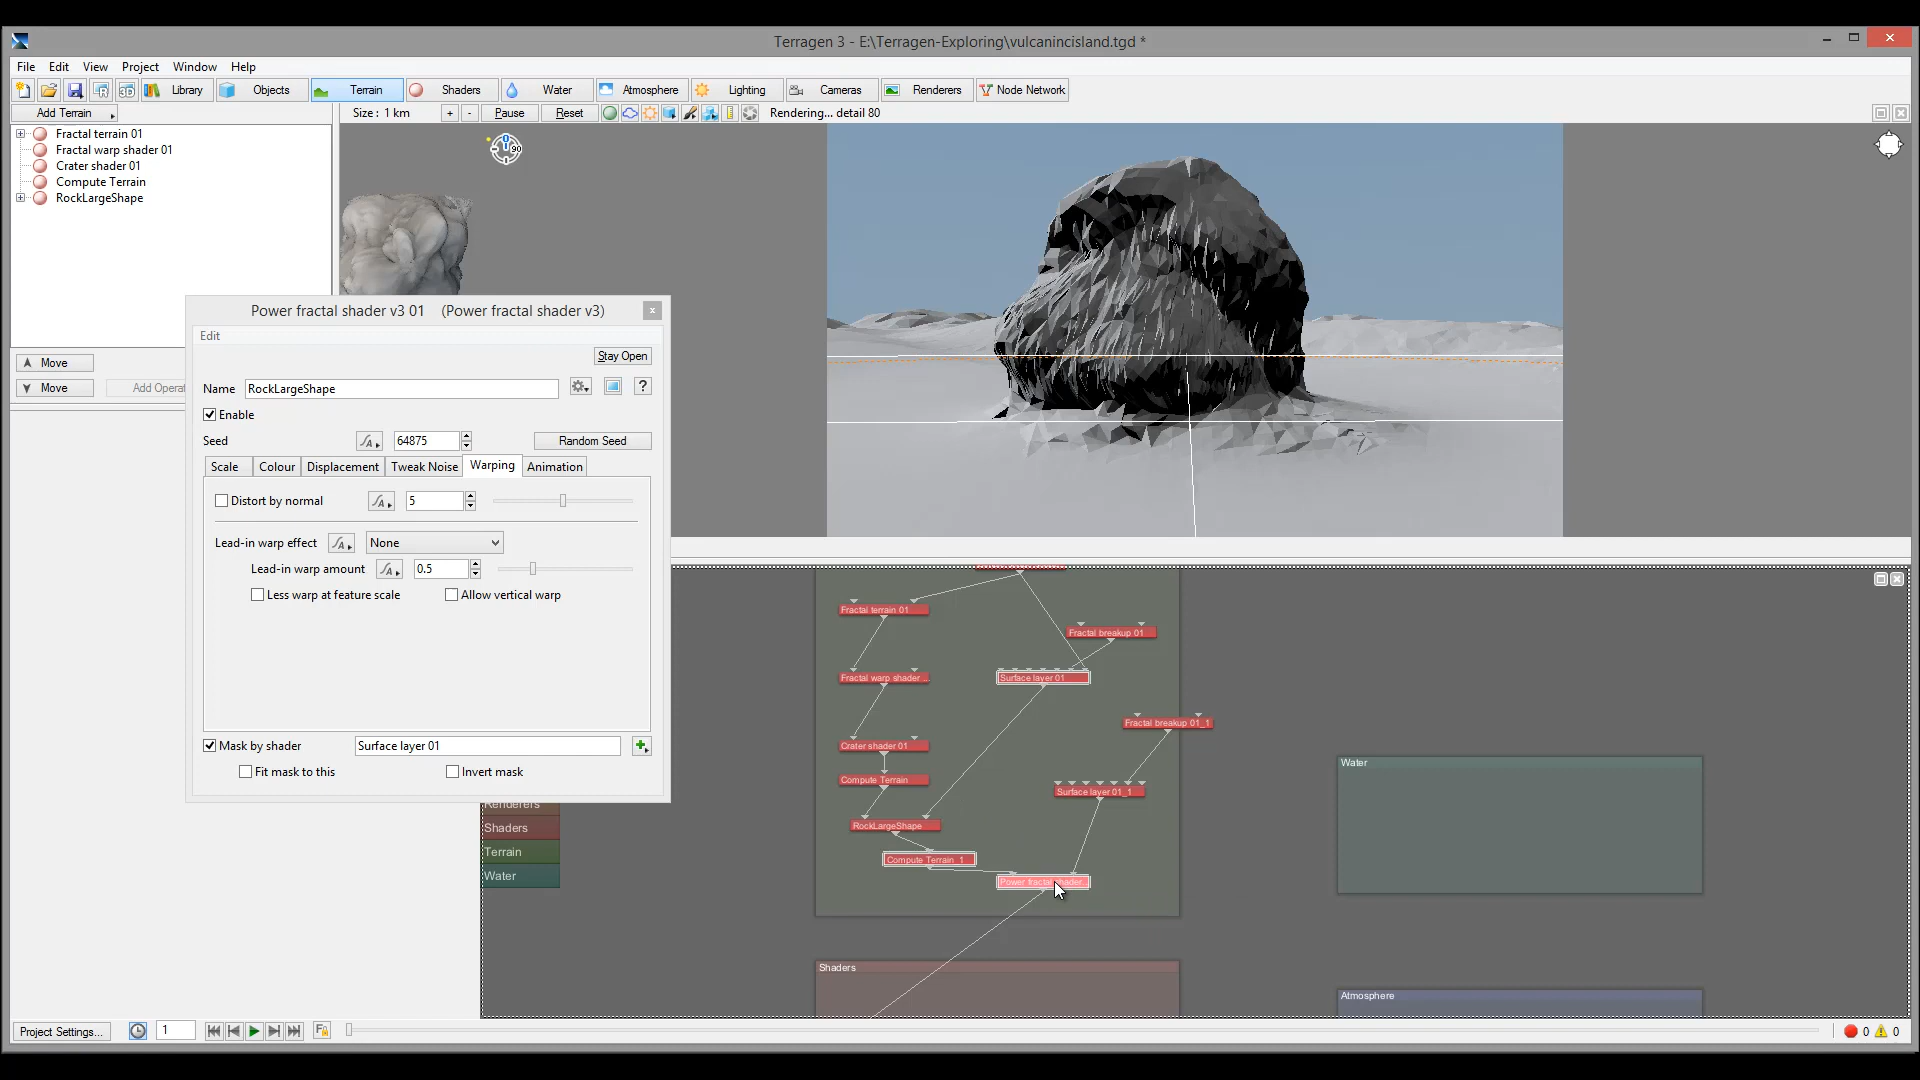 Terragen 3 - E:\Terragen-Exploring\vulcanincisland.tgd *
File Edit View Project Window Help
Library Objects Terrain Shaders Water Atmosphere Lighting Cameras Renderers Node Network
Add Terrain Size : 1 km + - Pause Reset Rendering... detail 80
Fractal terrain 01
Fractal warp shader 01
Crater shader 01
Compute Terrain
RockLargeShape
90
Move
Move Add Operat
Power fractal shader v3 01 (Power fractal shader v3)
Edit
Stay Open
Name RockLargeShape ?
Enable
Seed 64875 Random Seed
Scale Colour Displacement Tweak Noise Warping Animation
Distort by normal 5
Lead-in warp effect None
Lead-in warp amount 0.5
Less warp at feature scale Allow vertical warp
Mask by shader Surface layer 01
Fit mask to this Invert mask
Renderers
Shaders
Terrain
Water
Fractal terrain 01
Fractal breakup 01
Fractal warp shader ...
Surface layer 01
Fractal breakup 01_1
Crater shader 01
Compute Terrain
Surface layer 01_1
RockLargeShape
Compute Terrain_1
Power fractal shader...
Water
Shaders
Atmosphere
Project Settings... 1 0 0